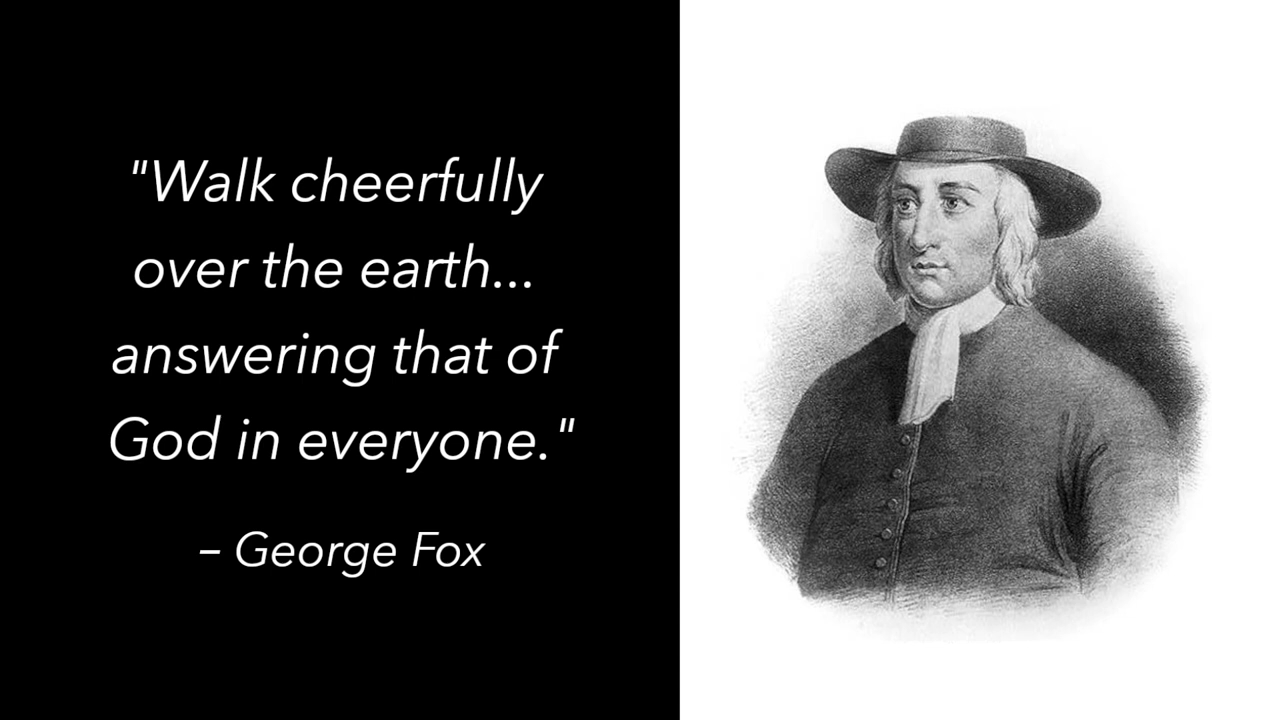 "Walk cheerfully
over the earth...
answering that of
God in everyone."
– George Fox